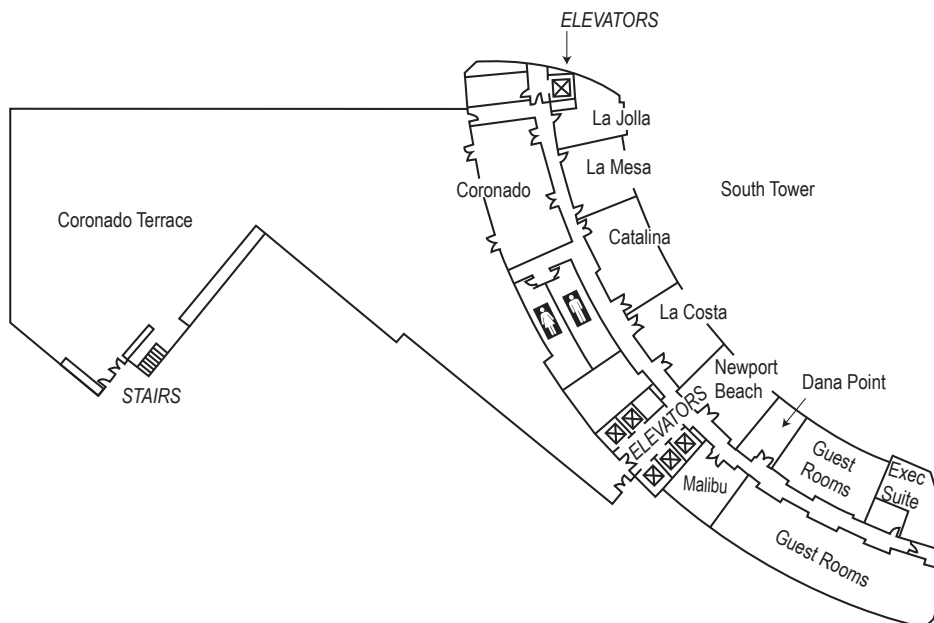 ELEVATORS
La Jolla
La Mesa
Coronado
South Tower
Coronado Terrace
Catalina
La Costa
Newport
Beach
Dana Point
STAIRS
ELEVATORS
Guest
Rooms
Exec
Suite
Malibu
Guest Rooms